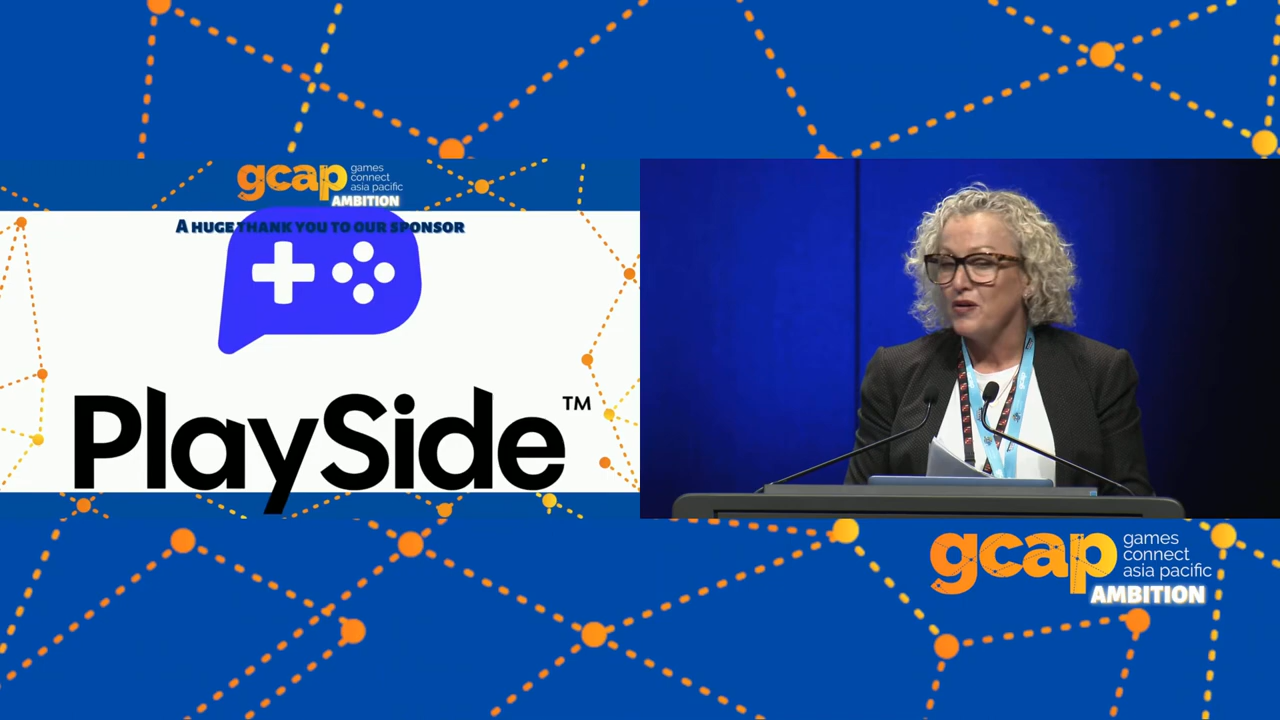 gcap games
connect
asia pacific
AMBITION
A HUGE THANK YOU TO OUR SPONSOR
PlaySide™
gcap games
connect
asia pacific
AMBITION